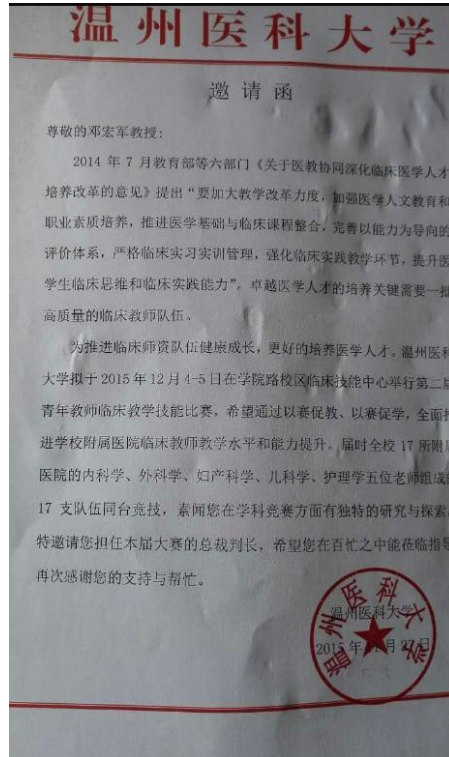 温州医科大学
邀请函
尊敬的邓宏军教授:
2014 年 7 月教育部等六部门《关于医教协同深化临床医学人才
培养改革的意见》提出“要加大教学改革力度，加强医学人文教育和
职业素质培养，推进医学基础与临床课程整合，完善以能力为导向的
评价体系，严格临床实习实训管理，强化临床实践教学环节，提升医
学生临床思维和临床实践能力”。卓越医学人才的培养关键需要一批
高质量的临床教师队伍。
为推进临床师资队伍健康成长，更好的培养医学人才。温州医科
大学拟于 2015 年 12 月 4-5 日在学院路校区临床技能中心举行第二届
青年教师临床教学技能比赛，希望通过以赛促教、以赛促学，全面推
进学校附属医院临床教师教学水平和能力提升。届时全校 17 所附属
医院的内科学、外科学、妇产科学、儿科学、护理学五位老师组成的
17 支队伍同台竞技，素闻您在学科竞赛方面有独特的研究与探索，
特邀请您担任本届大赛的总裁判长，希望您在百忙之中能莅临指导
再次感谢您的支持与帮忙。
温州医科大学
2015 年 11 月 27 日
温州医科大学